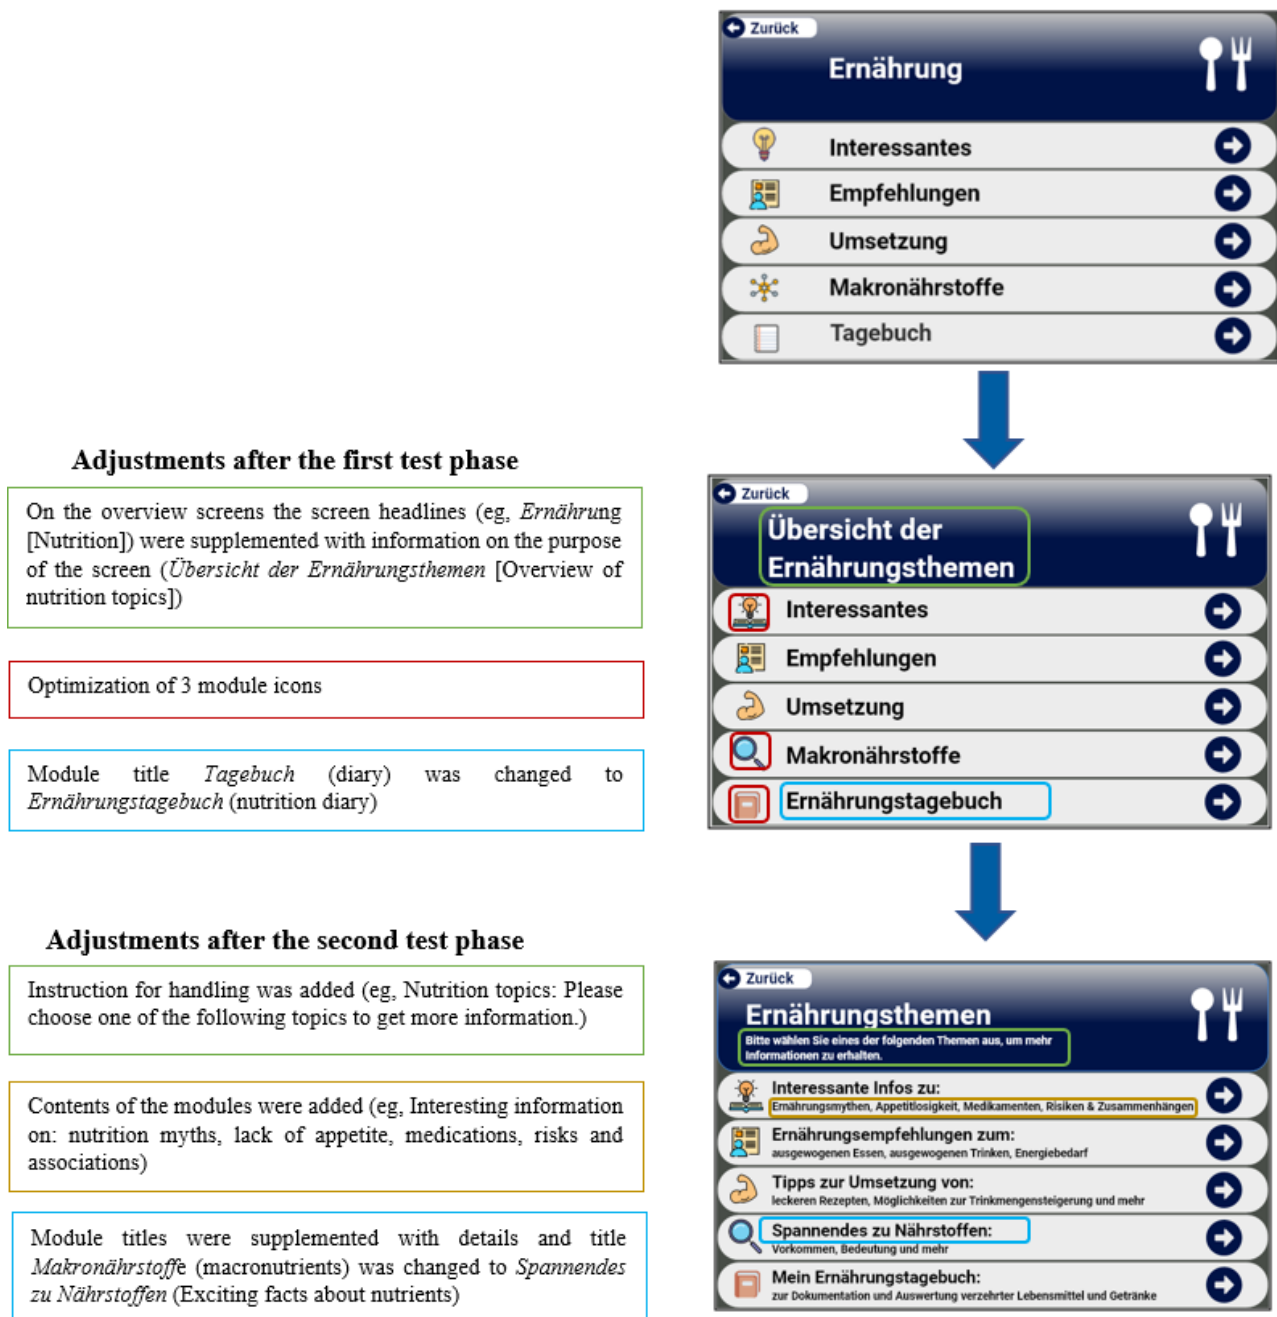 Zurück
Ernährung
Interessantes
Empfehlungen
Umsetzung
Makronährstoffe
Tagebuch
Adjustments after the first test phase
On the overview screens the screen headlines (eg, Ernährung
[Nutrition]) were supplemented with information on the purpose
of the screen (Übersicht der Ernährungsthemen [Overview of
nutrition topics])
Optimization of 3 module icons
Module title Tagebuch (diary) was changed to
Ernährungstagebuch (nutrition diary)
Zurück
Übersicht der
Ernährungsthemen
Interessantes
Empfehlungen
Umsetzung
Makronährstoffe
Ernährungstagebuch
Adjustments after the second test phase
Instruction for handling was added (eg, Nutrition topics: Please
choose one of the following topics to get more information.)
Contents of the modules were added (eg, Interesting information
on: nutrition myths, lack of appetite, medications, risks and
associations)
Module titles were supplemented with details and title
Makronährstoffe (macronutrients) was changed to Spannendes
zu Nährstoffen (Exciting facts about nutrients)
Zurück
Ernährungsthemen
Bitte wählen Sie eines der folgenden Themen aus, um mehr
Informationen zu erhalten.
Interessante Infos zu:
Ernährungsmythen, Appetitlosigkeit, Medikamenten, Risiken & Zusammenhängen
Ernährungsempfehlungen zum:
ausgewogenen Essen, ausgewogenen Trinken, Energiebedarf
Tipps zur Umsetzung von:
leckeren Rezepten, Möglichkeiten zur Trinkmengensteigerung und mehr
Spannendes zu Nährstoffen:
Vorkommen, Bedeutung und mehr
Mein Ernährungstagebuch:
zur Dokumentation und Auswertung verzehrter Lebensmittel und Getränke